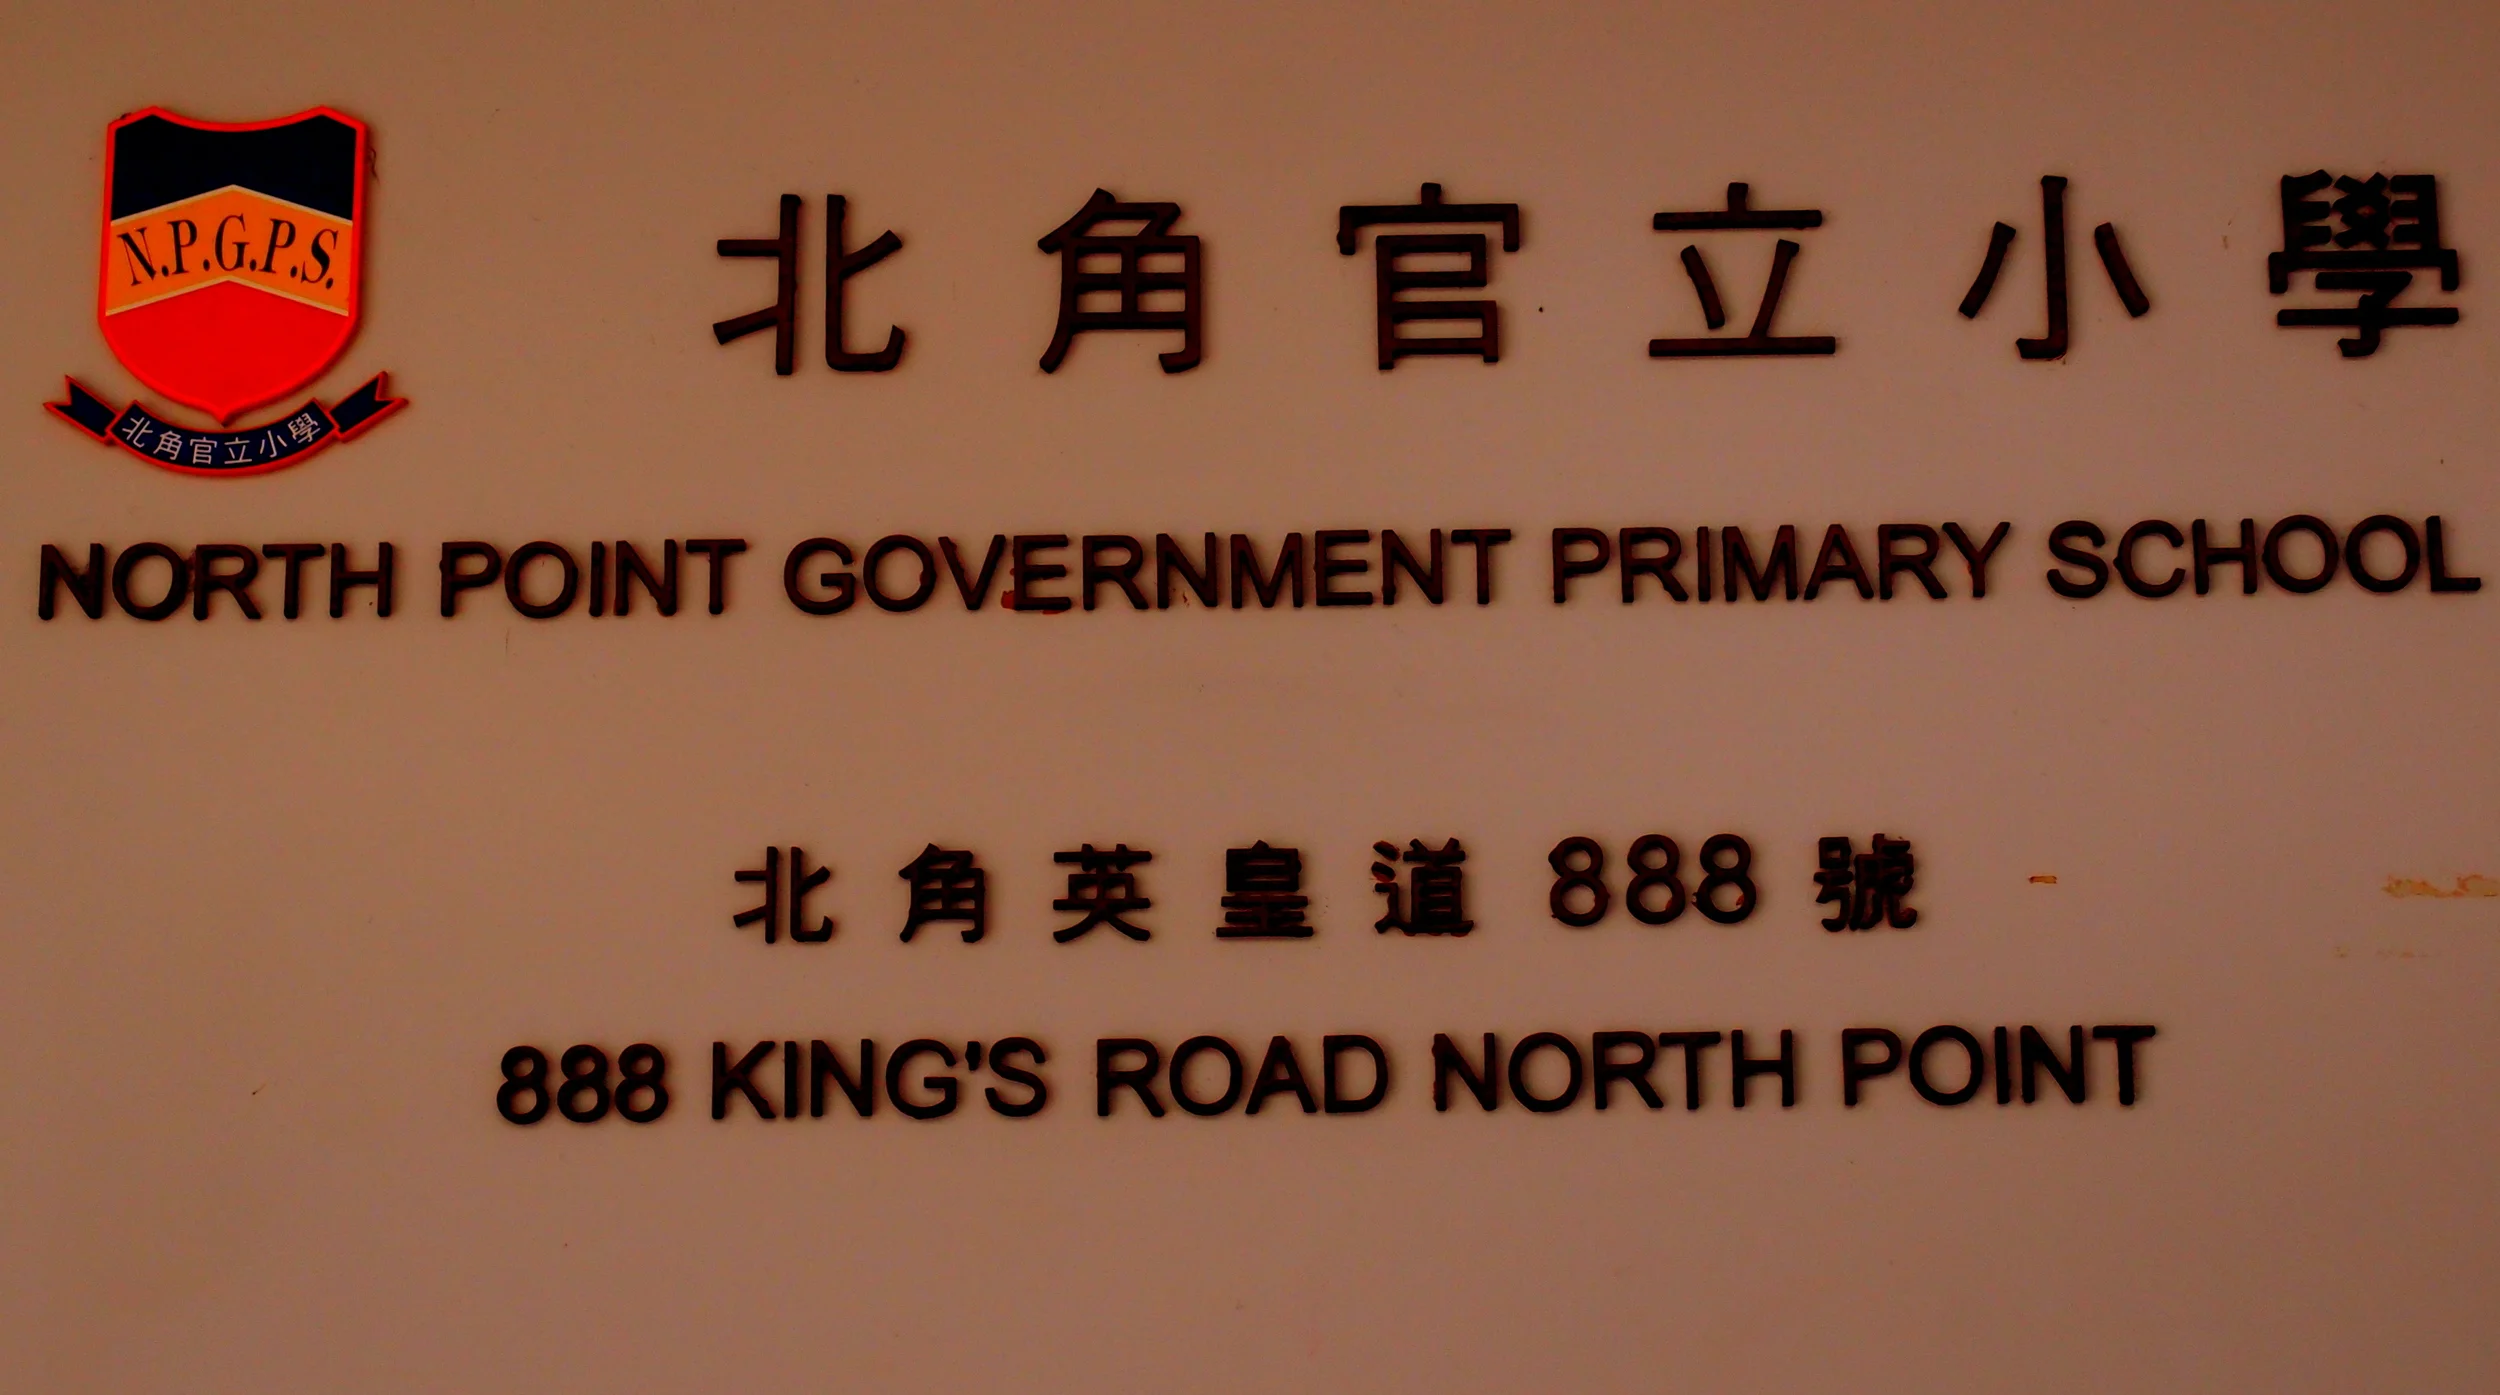 N.P.G.P.S.
北角官立小學
北角官立小學
NORTH POINT GOVERNMENT PRIMARY SCHOOL
北角英皇道888號
888 KING'S ROAD NORTH POINT